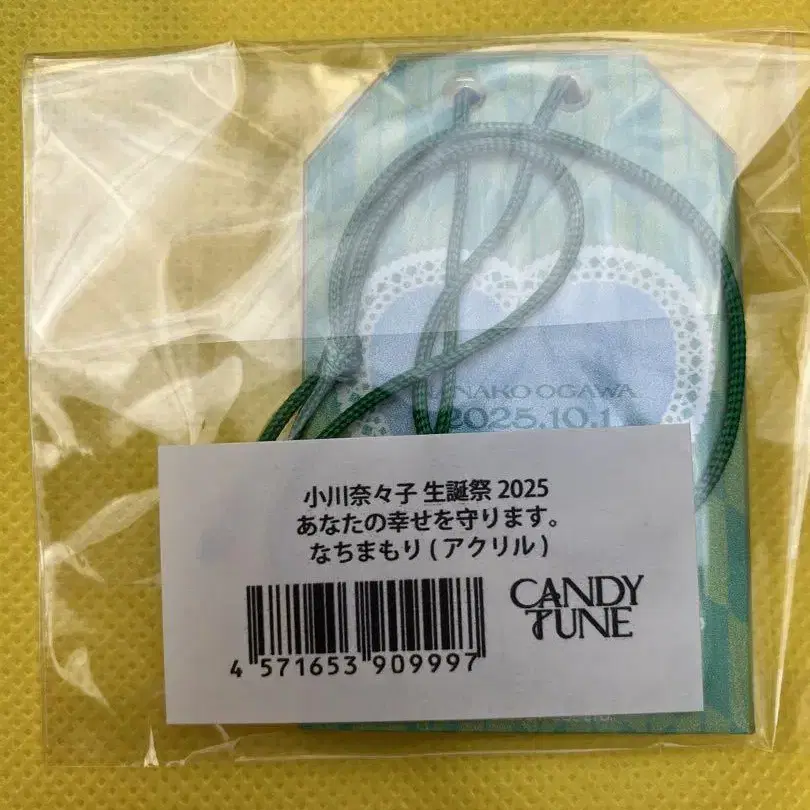 NAKO OGAWA
2025.10.1
小川奈々子 生誕祭 2025
あなたの幸せを守ります。
なちまもり(アクリル)
CANDY
TUNE
4 571653 909997